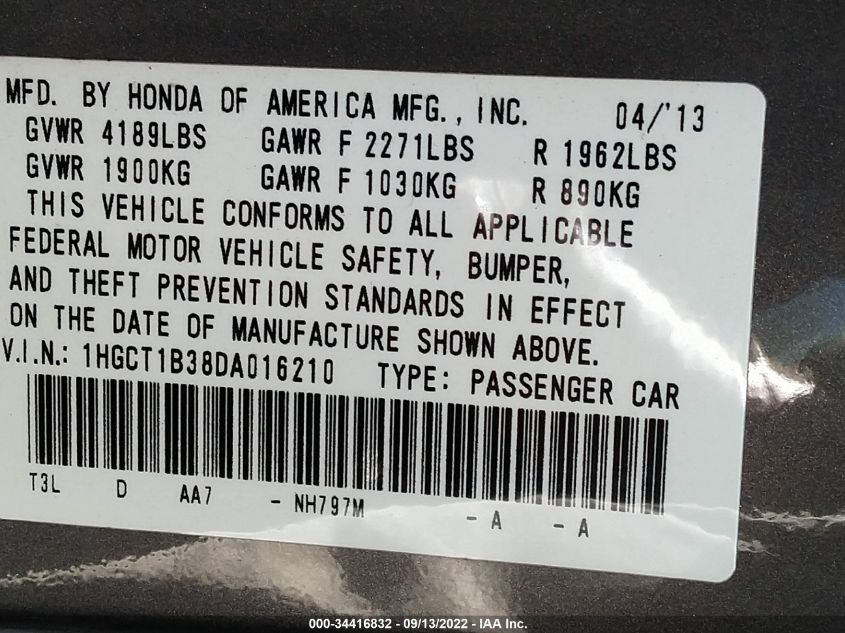 MFD. BY HONDA OF AMERICA MFG., INC. 04/'13
GVWR 4189LBS GAWR F 2271LBS R 1962LBS
GVWR 1900KG GAWR F 1030KG R 890KG
THIS VEHICLE CONFORMS TO ALL APPLICABLE
FEDERAL MOTOR VEHICLE SAFETY, BUMPER,
AND THEFT PREVENTION STANDARDS IN EFFECT
ON THE DATE OF MANUFACTURE SHOWN ABOVE.
V.I.N.: 1HGCT1B38DA016210 TYPE: PASSENGER CAR
T3L D AA7 - NH797M - A - A
000-34416832 - 09/13/2022 - IAA Inc.